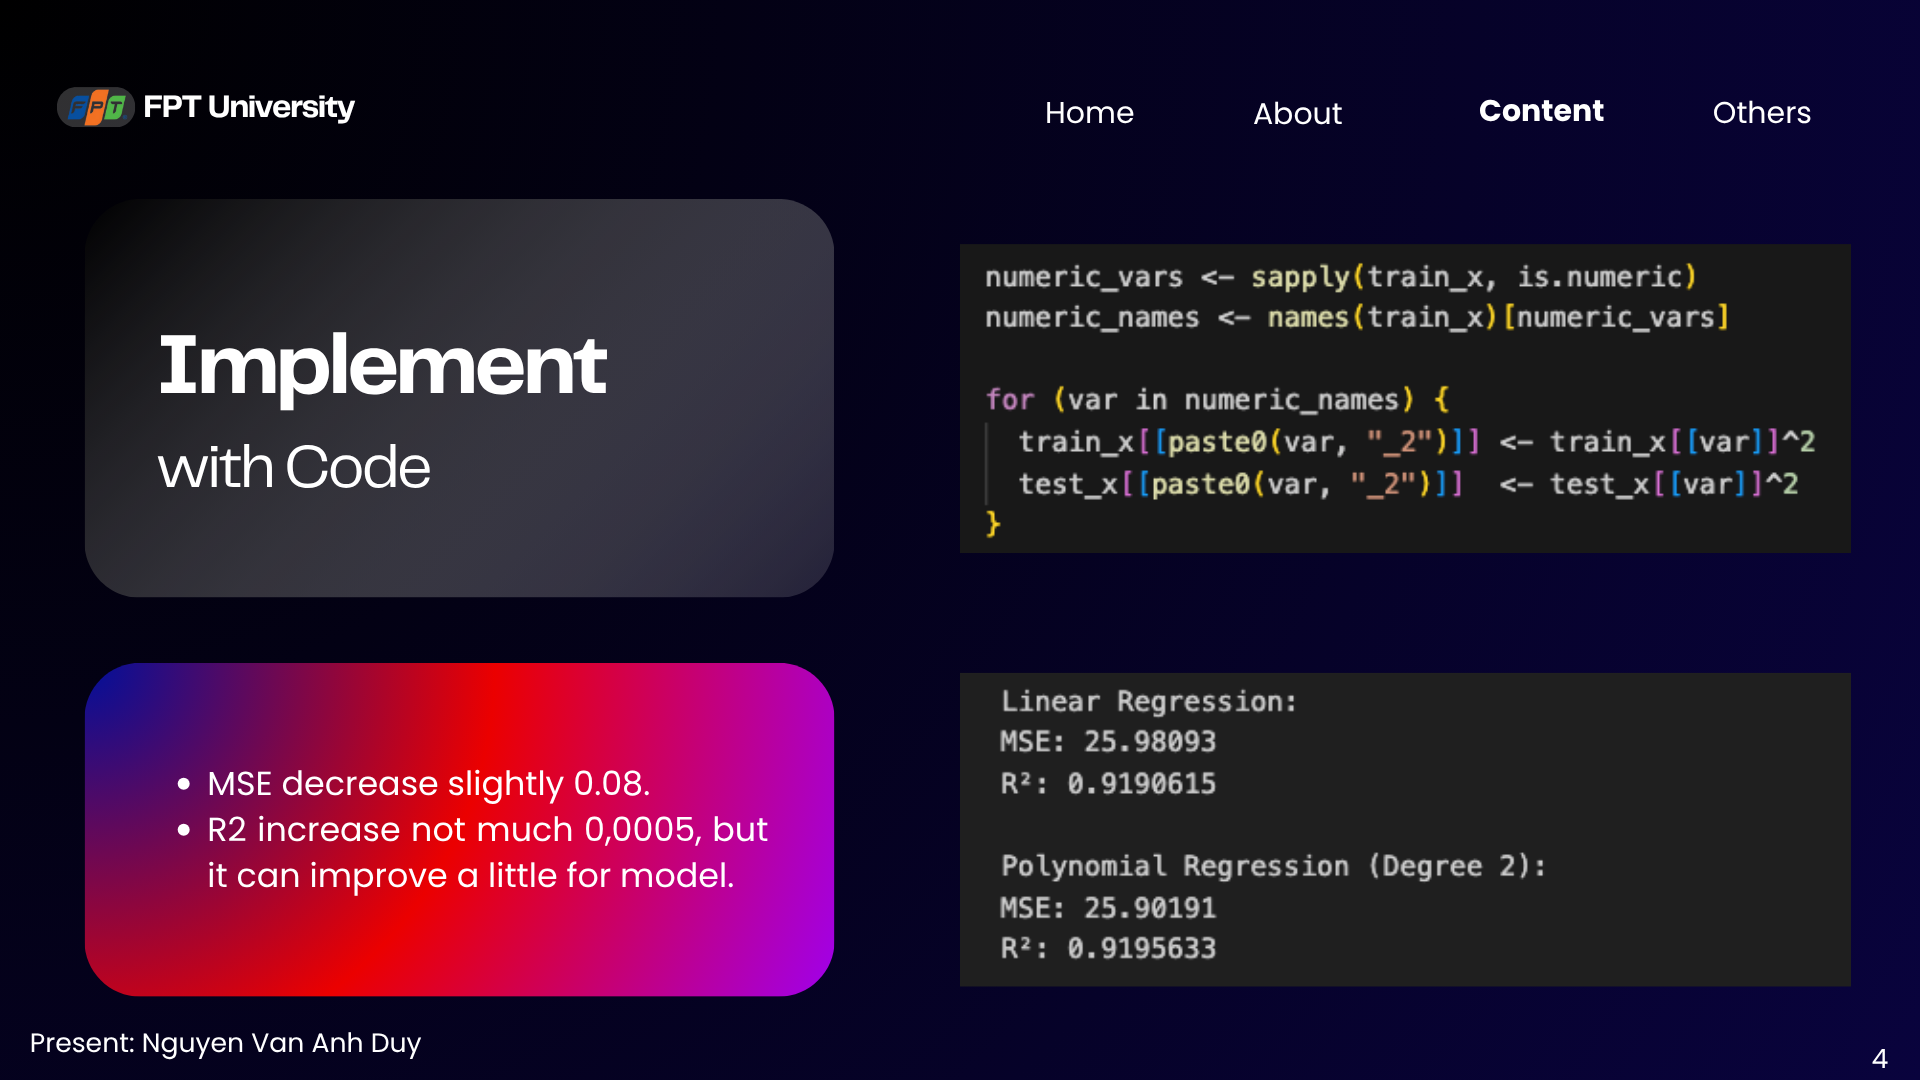 FPT FPT University
Home About Content Others
Implement
with Code
numeric_vars <- sapply(train_x, is.numeric)
numeric_names <- names(train_x)[numeric_vars]
for (var in numeric_names) {
  train_x[[paste0(var, "_2")]] <- train_x[[var]]^2
  test_x[[paste0(var, "_2")]]  <- test_x[[var]]^2
}
• MSE decrease slightly 0.08.
• R2 increase not much 0,0005, but
it can improve a little for model.
Linear Regression:
MSE: 25.98093
R²: 0.9190615
Polynomial Regression (Degree 2):
MSE: 25.90191
R²: 0.9195633
Present: Nguyen Van Anh Duy
4